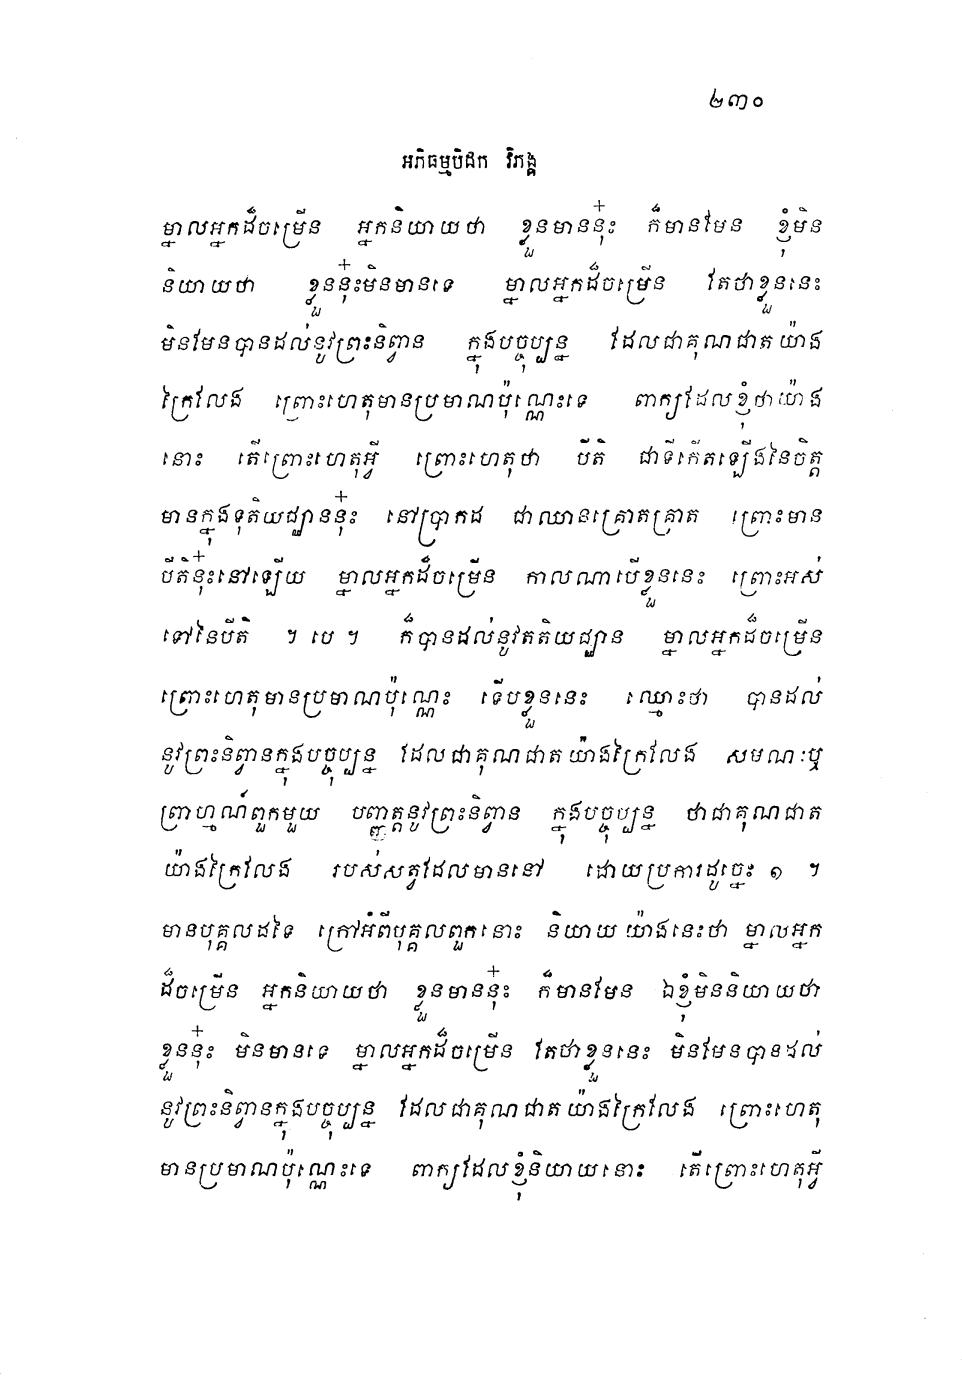 ២៣០
អភិធម្មបិដក វិភង្គ
ម្នាលអ្នកដ៏ចម្រើន អ្នកនិយាយថា ខ្លួនមាននុ៎ះ ក៏មានមែន ខ្ញុំមិន
និយាយថា ខ្លួននុ៎ះមិនមានទេ ម្នាលអ្នកដ៏ចម្រើន តែថាខ្លួននេះ
មិនមែនបានដល់នូវព្រះនិព្វាន ក្នុងបច្ចុប្បន្ន ដែលជាគុណជាតយ៉ាង
ក្រៃលែង ព្រោះហេតុមានប្រមាណប៉ុណ្ណេះទេ ពាក្យដែលខ្ញុំថាយ៉ាង
នោះ តើព្រោះហេតុអ្វី ព្រោះហេតុថា បីតិ ជាទីកើតឡើងនៃចិត្ត
មានក្នុងទុតិយជ្ឈាននុ៎ះ នៅប្រាកដ ជាឈានគ្រោតគ្រាត ព្រោះមាន
បីតិនុ៎ះនៅឡើយ ម្នាលអ្នកដ៏ចម្រើន កាលណាបើខ្លួននេះ ព្រោះអស់
ទៅនៃបីតិ ។ បេ ។ ក៏បានដល់នូវតតិយជ្ឈាន ម្នាលអ្នកដ៏ចម្រើន
ព្រោះហេតុមានប្រមាណប៉ុណ្ណេះ ទើបខ្លួននេះ ឈ្មោះថា បានដល់
នូវព្រះនិព្វានក្នុងបច្ចុប្បន្ន ដែលជាគុណជាតយ៉ាងក្រៃលែង សមណៈឬ
ព្រាហ្មណ៍ពួកមួយ បញ្ញត្តនូវព្រះនិព្វាន ក្នុងបច្ចុប្បន្ន ថាជាគុណជាត
យ៉ាងក្រៃលែង របស់សត្វដែលមាននៅ ដោយប្រការដូច្នេះ ១ ។
មានបុគ្គលដទៃ ក្រៅអំពីបុគ្គលពួកនោះ និយាយយ៉ាងនេះថា ម្នាលអ្នក
ដ៏ចម្រើន អ្នកនិយាយថា ខ្លួនមាននុ៎ះ ក៏មានមែន ឯខ្ញុំមិននិយាយថា
ខ្លួននុ៎ះ មិនមានទេ ម្នាលអ្នកដ៏ចម្រើន តែថាខ្លួននេះ មិនមែនបានដល់
នូវព្រះនិព្វានក្នុងបច្ចុប្បន្ន ដែលជាគុណជាតយ៉ាងក្រៃលែង ព្រោះហេតុ
មានប្រមាណប៉ុណ្ណេះទេ ពាក្យដែលខ្ញុំនិយាយនោះ តើព្រោះហេតុអ្វី